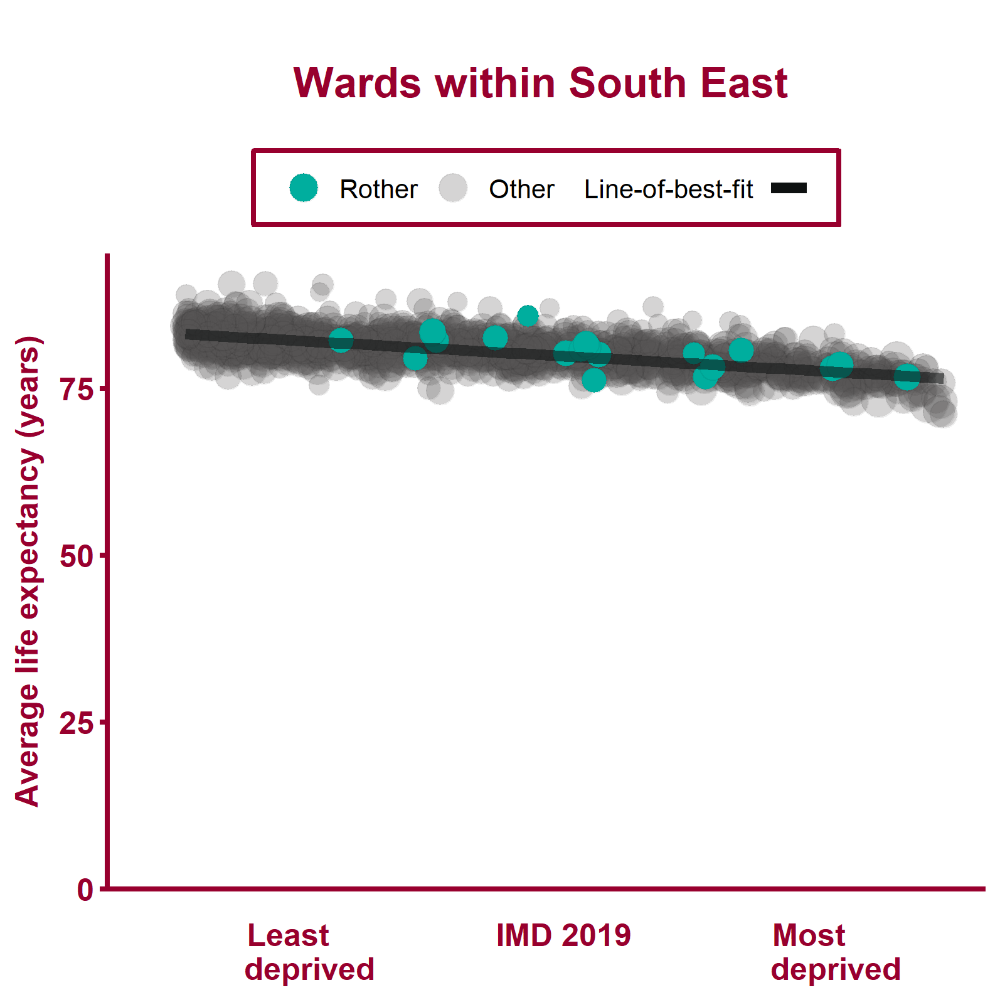 Wards within South East
Rother Other Line-of-best-fit
Average life expectancy (years)
75
50
25
0
Least deprived
IMD 2019
Most deprived